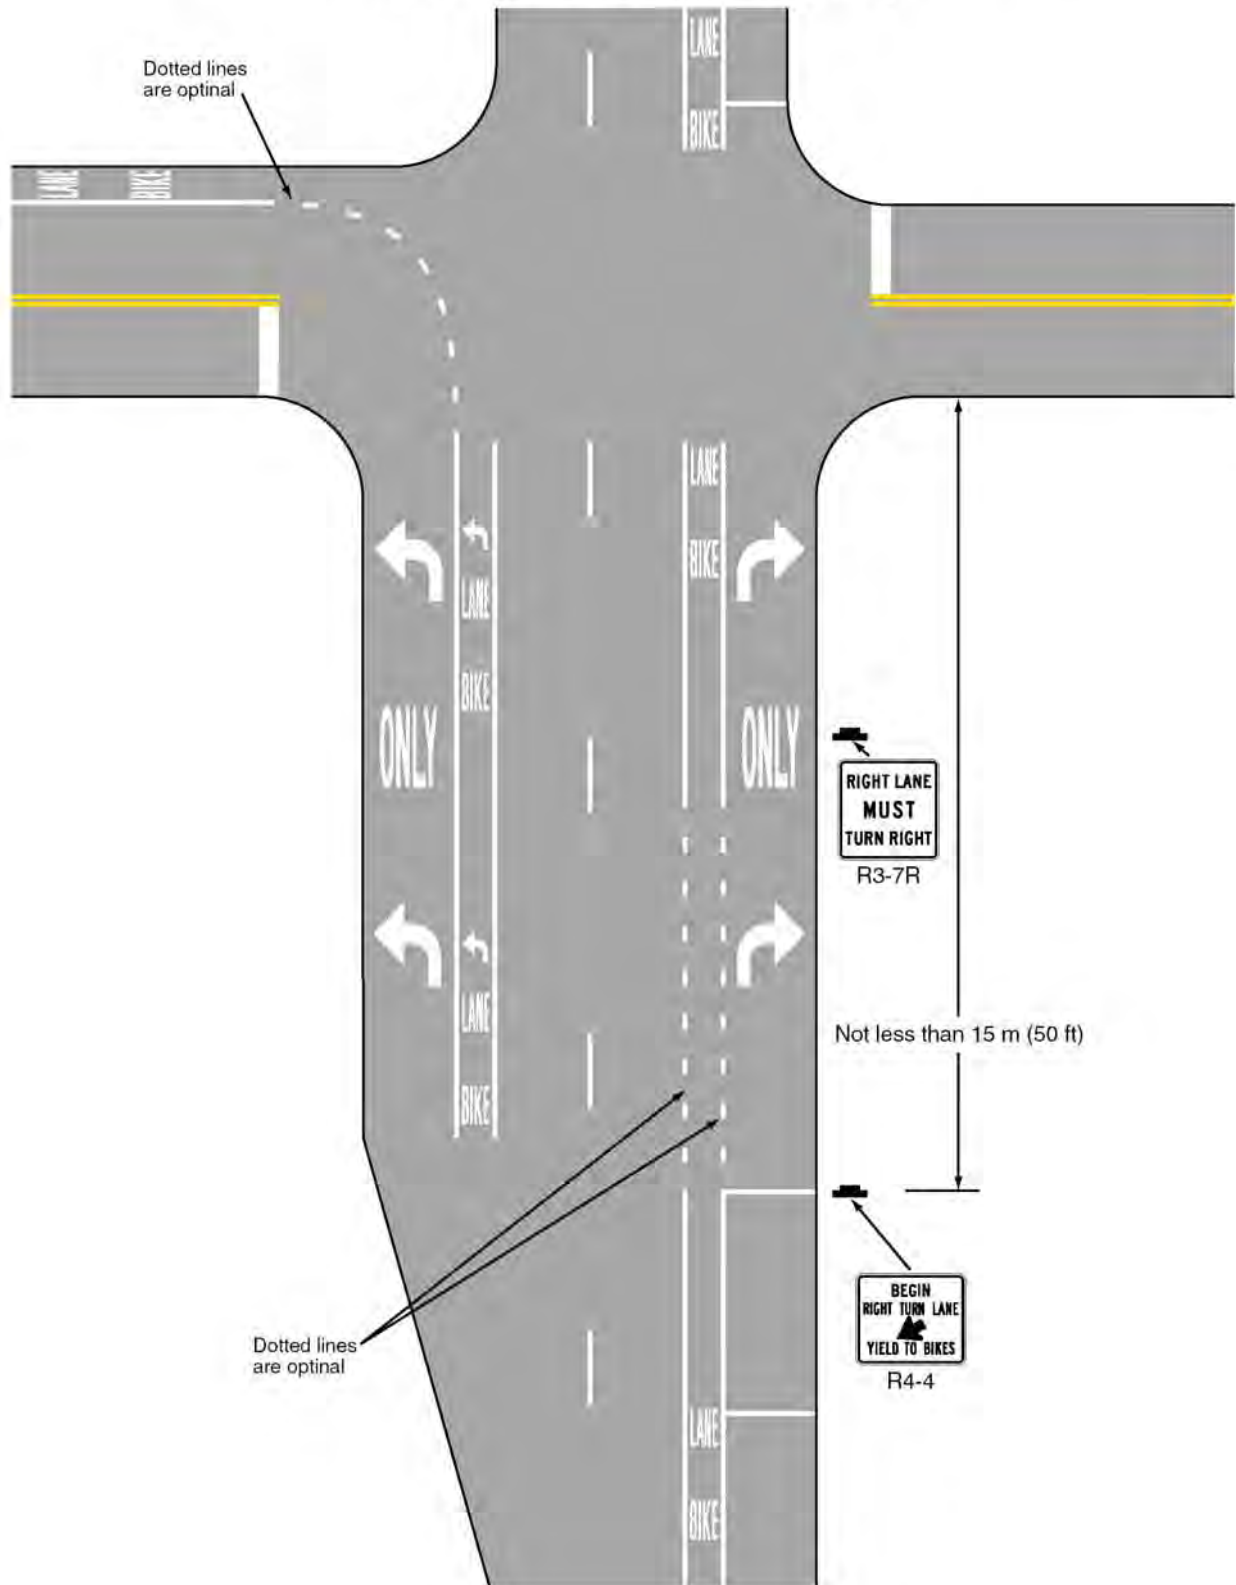 LANE
BIKE
Dotted lines
are optinal
LANE
BIKE
LANE
BIKE
LANE
BIKE
ONLY
ONLY
RIGHT LANE
MUST
TURN RIGHT
R3-7R
LANE
BIKE
Not less than 15 m (50 ft)
BEGIN
RIGHT TURN LANE
YIELD TO BIKES
R4-4
Dotted lines
are optinal
LANE
BIKE